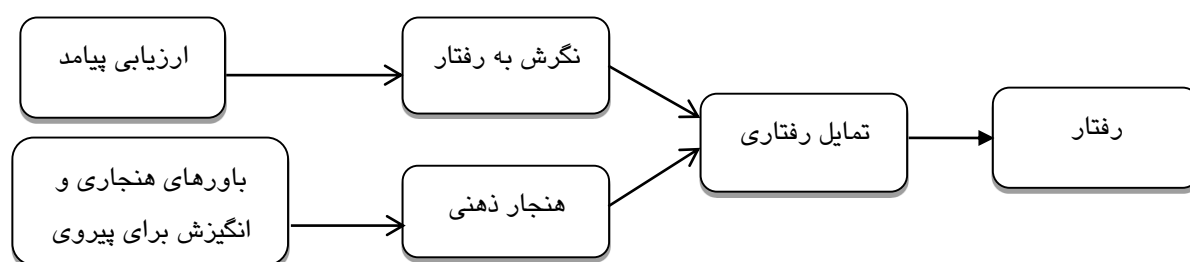 ارزیابی پیامد
نگرش به رفتار
تمایل رفتاری
رفتار
باورهای هنجاری و
انگیزش برای پیروی
هنجار ذهنی